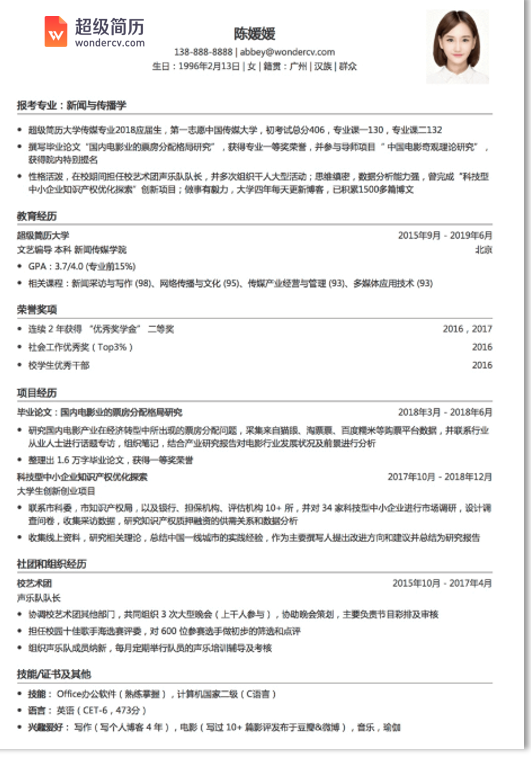 超级简历
wondercv.com
陈媛媛
138-888-8888 | abbey@wondercv.com
生日：1996年2月13日 | 女 | 籍贯：广州 | 汉族 | 群众
报考专业：新闻与传播学
• 超级简历大学传媒专业2018应届生，第一志愿中国传媒大学，初考试总分406，专业课一130，专业课二132
• 撰写毕业论文“国内电影业的票房分配格局研究”，获得专业一等奖荣誉，并参与导师项目“ 中国电影奇观理论研究”，
获得院内特别提名
• 性格活泼，在校期间担任校艺术团声乐队队长，并多次组织千人大型活动；思维缜密，数据分析能力强，曾完成“科技型
中小企业知识产权优化探索”创新项目；做事有毅力，大学四年每天更新博客，已积累1500多篇博文
教育经历
超级简历大学 2015年9月 - 2019年6月
文艺编导 本科 新闻传媒学院 北京
• GPA：3.7/4.0 (专业前15%)
• 相关课程：新闻采访与写作 (98)、网络传播与文化 (95)、传媒产业经营与管理 (93)、多媒体应用技术 (93)
荣誉奖项
• 连续 2 年获得 “优秀奖学金” 二等奖 2016，2017
• 社会工作优秀奖（Top3%） 2016
• 校学生优秀干部 2016
项目经历
毕业论文：国内电影业的票房分配格局研究 2018年3月 - 2018年6月
• 研究国内电影产业在经济转型中所出现的票房分配问题，采集来自猫眼、淘票票、百度糯米等购票平台数据，并联系行业
从业人士进行话题专访，组织笔记，结合产业研究报告对电影行业发展状况及前景进行分析
• 整理出 1.6 万字毕业论文，获得一等奖荣誉
科技型中小企业知识产权优化探索 2017年10月 - 2018年12月
大学生创新创业项目
• 联系市科委，市知识产权局，以及银行、担保机构、评估机构 10+ 所，并对 34 家科技型中小企业进行市场调研，设计调
查问卷，收集采访数据，研究知识产权质押融资的供需关系和数据分析
• 收集线上资料，研究相关理论，总结中国一线城市的实践经验，作为主要撰写人提出改进方向和建议并总结为研究报告
社团和组织经历
校艺术团 2015年10月 - 2017年4月
声乐队队长
• 协调校艺术团其他部门，共同组织 3 次大型晚会（上千人参与），协助晚会策划，主要负责节目彩排及审核
• 担任校园十佳歌手海选赛评委，对 600 位参赛选手做初步的筛选和点评
• 组织声乐队成员纳新，每月定期举行队员的声乐培训辅导及考核
技能/证书及其他
• 技能： Office办公软件（熟练掌握），计算机国家二级（C语言）
• 语言： 英语（CET-6，473分）
• 兴趣爱好： 写作（写个人博客 4 年），电影（写过 10+ 篇影评发布于豆瓣&微博），音乐，瑜伽